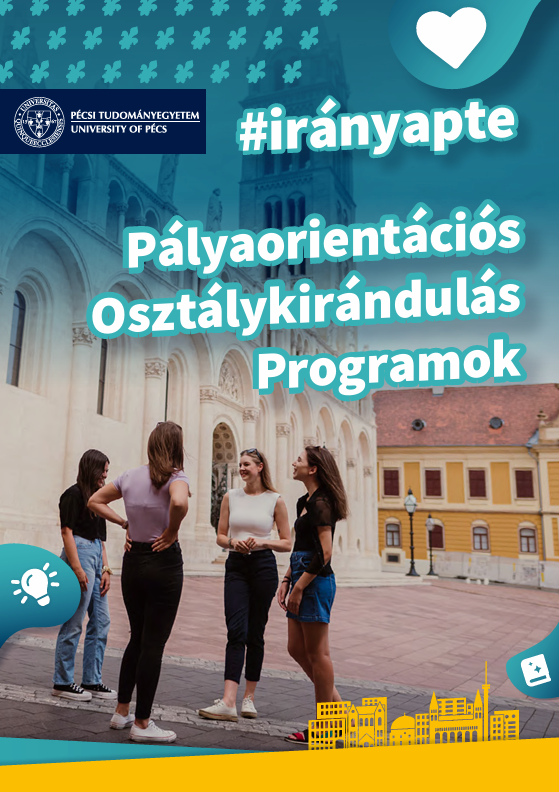 PÉCSI TUDOMÁNYEGYETEM
UNIVERSITY OF PÉCS
#irányapte
Pályaorientációs
Osztálykirándulás
Programok